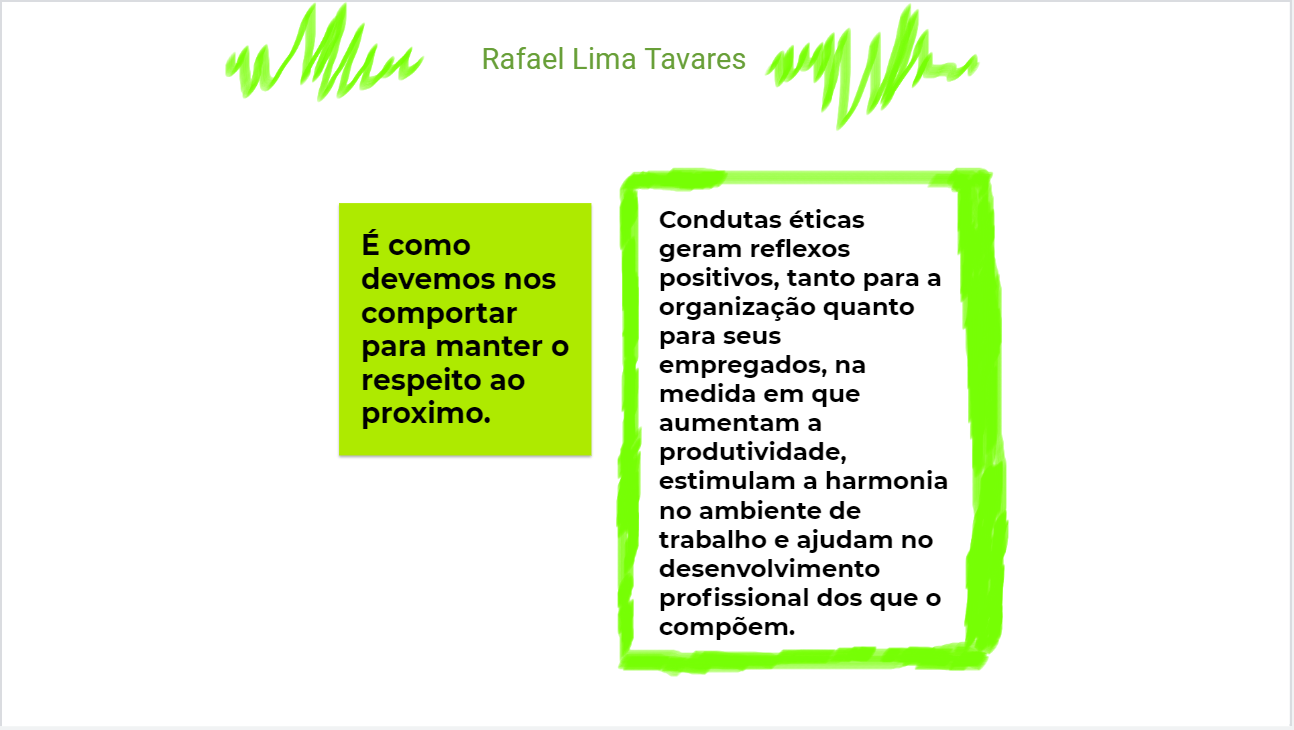 Rafael Lima Tavares
É como
devemos nos
comportar
para manter o
respeito ao
proximo.
Condutas éticas
geram reflexos
positivos, tanto para a
organização quanto
para seus
empregados, na
medida em que
aumentam a
produtividade,
estimulam a harmonia
no ambiente de
trabalho e ajudam no
desenvolvimento
profissional dos que o
compõem.